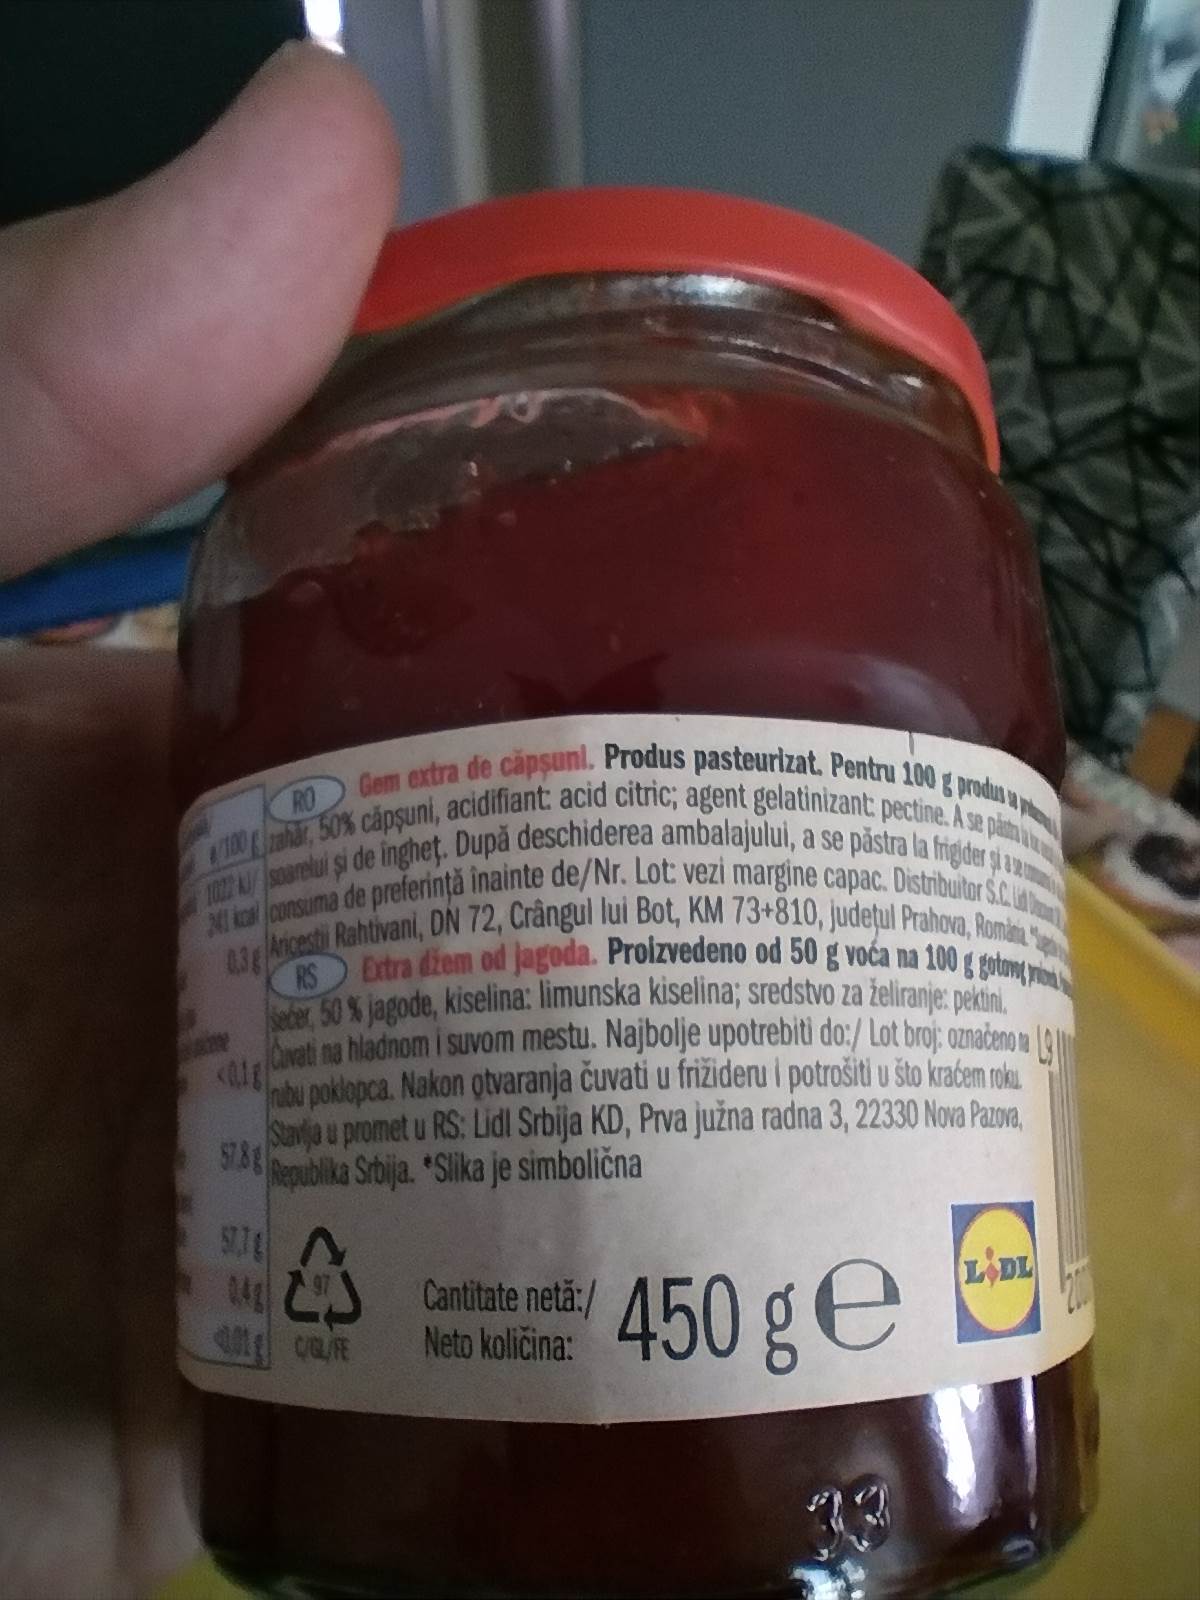 RO Gem extra de căpșuni. Produs pasteurizat. Pentru 100 g produs
zahăr, 50% căpșuni, acidifiant: acid citric; agent gelatinizant: pectine. A se păstra la
soarelui și de îngheț. După deschiderea ambalajului, a se păstra la frigider și a se
consuma de preferință înainte de/Nr. Lot: vezi margine capac. Distribuitor S.C. Lidl
Aricestii Rahtivani, DN 72, Crângul lui Bot, KM 73+810, județul Prahova, România.
RS Extra džem od jagoda. Proizvedeno od 50 g voća na 100 g gotovog
šećer, 50 % jagode, kiselina: limunska kiselina; sredstvo za želiranje: pektini.
Čuvati na hladnom i suvom mestu. Najbolje upotrebiti do:/ Lot broj: označeno na
rubu poklopca. Nakon otvaranja čuvati u frižideru i potrošiti u što kraćem roku.
Stavlja u promet u RS: Lidl Srbija KD, Prva južna radna 3, 22330 Nova Pazova,
Republika Srbija. *Slika je simbolična
/100 g
1022 kJ/
241 kcal
0,3 g
<0,1 g
57,8 g
57,7 g
0,4 g
<0,01 g
97
C/GL/FE
Cantitate netă:/
Neto količina:
450 g e
LIDL
L9
33